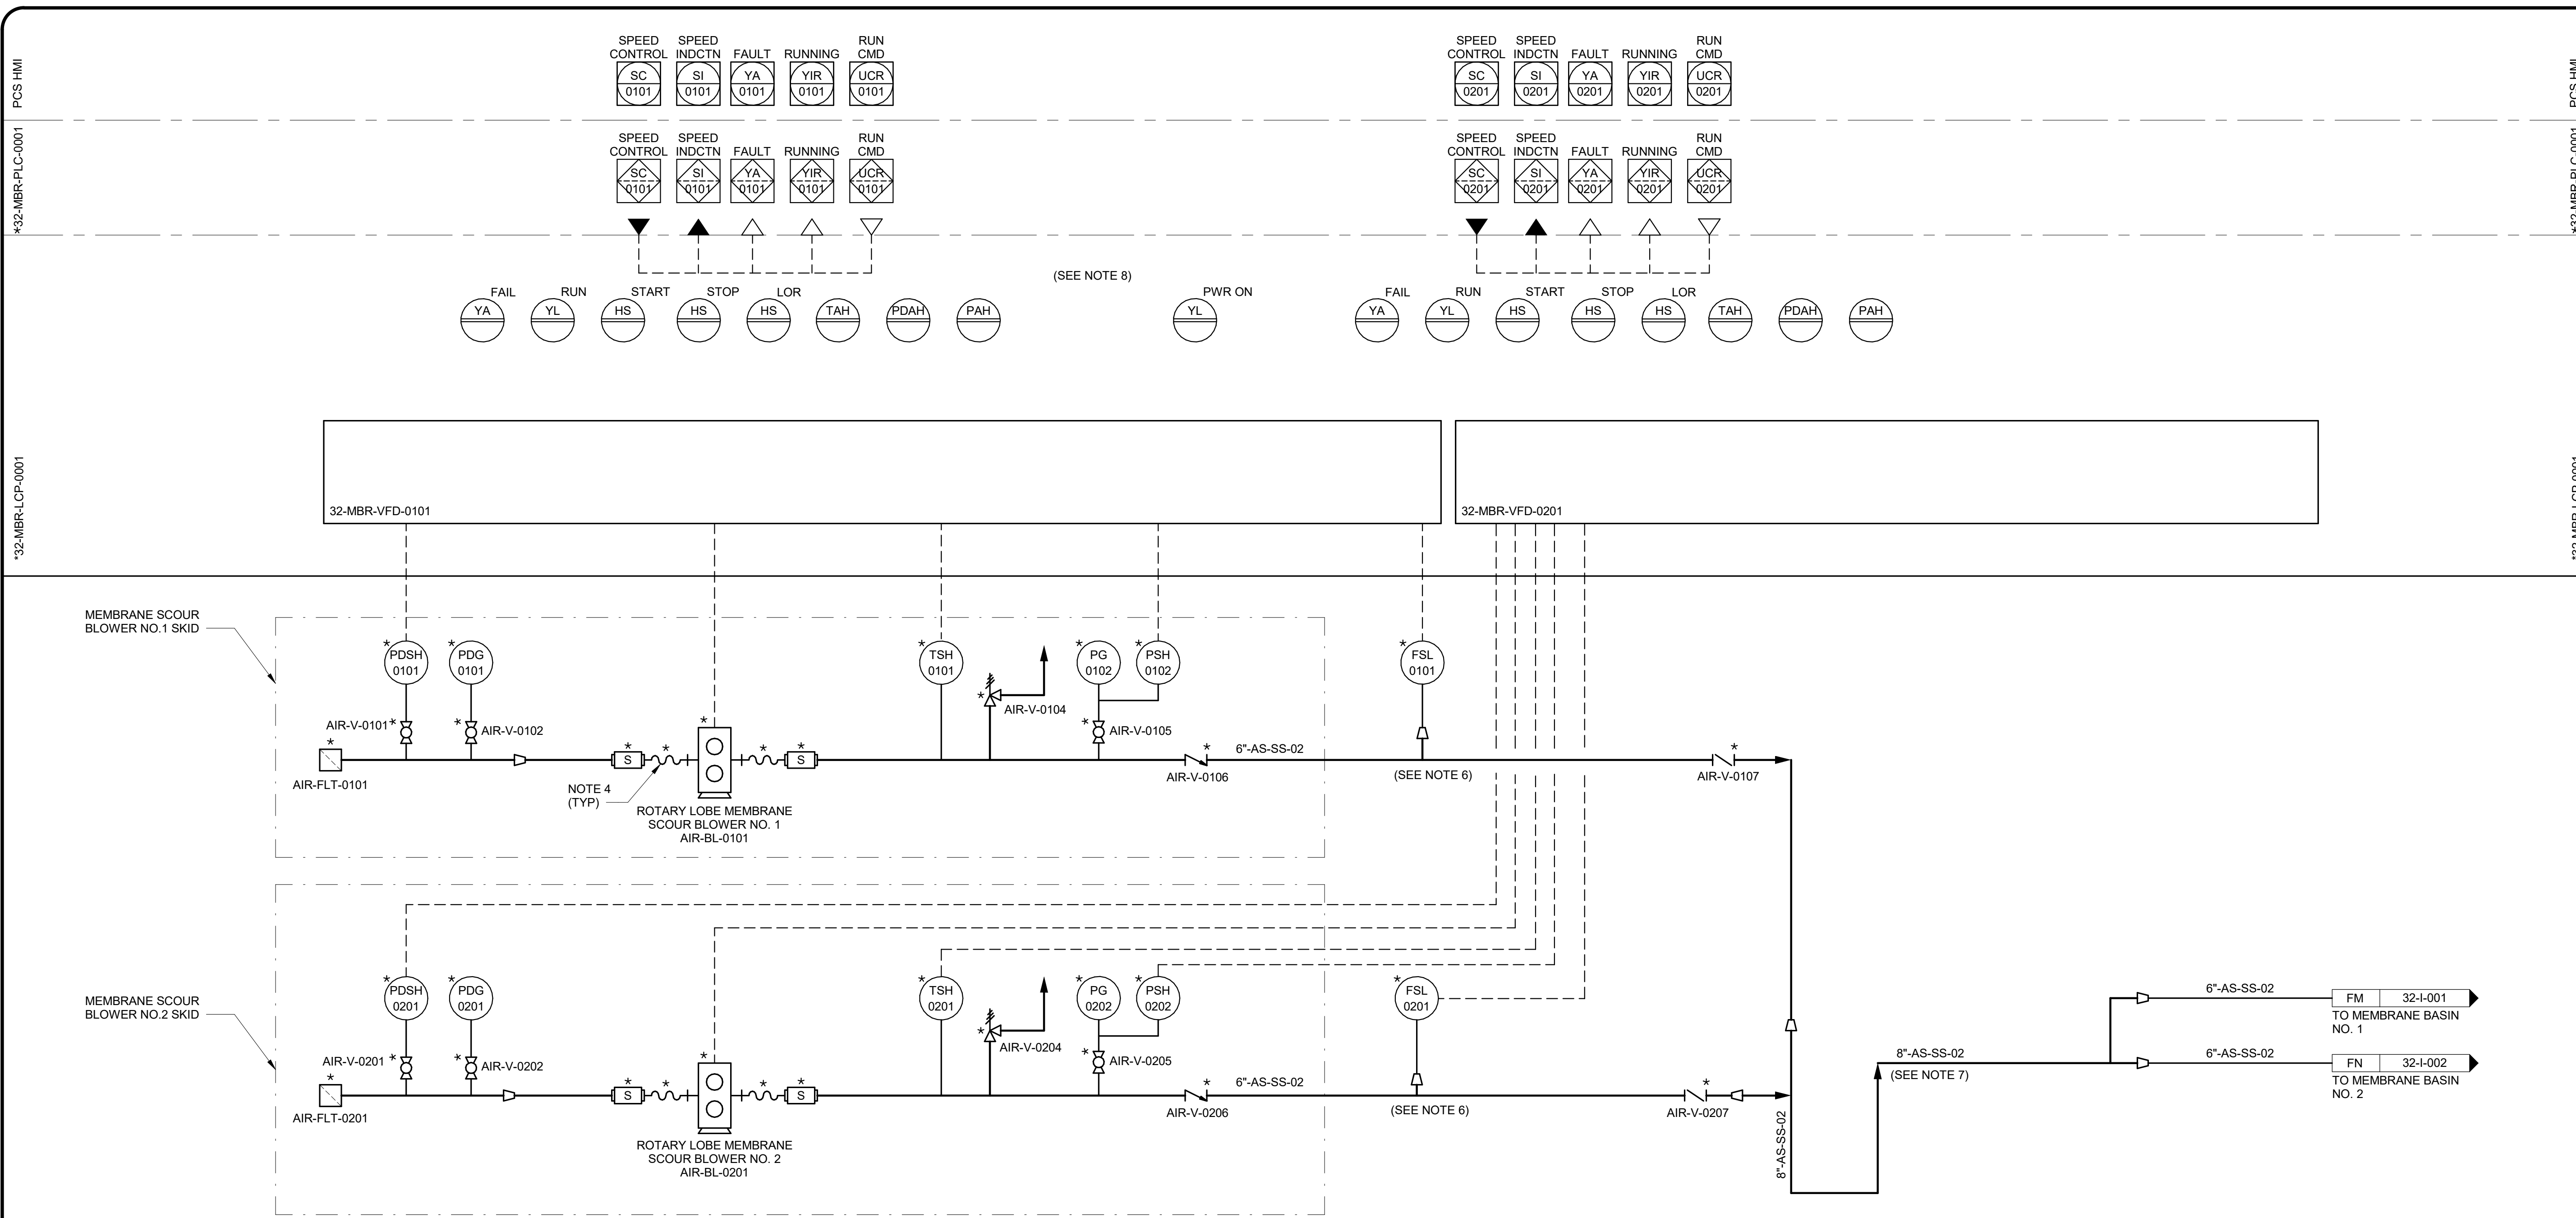 SPEED CONTROL
SPEED INDCTN
FAULT
RUNNING
RUN CMD
SC 0101
SI 0101
YA 0101
YIR 0101
UCR 0101
SPEED CONTROL
SPEED INDCTN
FAULT
RUNNING
RUN CMD
SC 0201
SI 0201
YA 0201
YIR 0201
UCR 0201
PCS HMI
PCS HMI
*32-MBR-PLC-0001
*32-MBR-PLC-0001
SPEED CONTROL
SPEED INDCTN
FAULT
RUNNING
RUN CMD
SC 0101
SI 0101
YA 0101
YIR 0101
UCR 0101
SPEED CONTROL
SPEED INDCTN
FAULT
RUNNING
RUN CMD
SC 0201
SI 0201
YA 0201
YIR 0201
UCR 0201
(SEE NOTE 8)
FAIL
YA
RUN
YL
START
HS
STOP
HS
LOR
HS
TAH
PDAH
PAH
PWR ON
YL
FAIL
YA
RUN
YL
START
HS
STOP
HS
LOR
HS
TAH
PDAH
PAH
*32-MBR-LCP-0001
*32-MBR-LCP-0001
32-MBR-VFD-0101
32-MBR-VFD-0201
MEMBRANE SCOUR
BLOWER NO.1 SKID
* PDSH 0101
* PDG 0101
* TSH 0101
* PG 0102
* PSH 0102
* FSL 0101
AIR-V-0101 *
* AIR-V-0102
* AIR-V-0104
* AIR-V-0105
*
AIR-FLT-0101
* S
*
*
*
* S
NOTE 4
(TYP)
ROTARY LOBE MEMBRANE
SCOUR BLOWER NO. 1
AIR-BL-0101
*
AIR-V-0106
6"-AS-SS-02
(SEE NOTE 6)
*
AIR-V-0107
MEMBRANE SCOUR
BLOWER NO.2 SKID
* PDSH 0201
* PDG 0201
* TSH 0201
* PG 0202
* PSH 0202
* FSL 0201
AIR-V-0201 *
* AIR-V-0202
* AIR-V-0204
* AIR-V-0205
*
AIR-FLT-0201
* S
*
*
*
* S
ROTARY LOBE MEMBRANE
SCOUR BLOWER NO. 2
AIR-BL-0201
*
AIR-V-0206
6"-AS-SS-02
(SEE NOTE 6)
*
AIR-V-0207
8"-AS-SS-02
8"-AS-SS-02
(SEE NOTE 7)
6"-AS-SS-02
FM 32-I-001
TO MEMBRANE BASIN
NO. 1
6"-AS-SS-02
FN 32-I-002
TO MEMBRANE BASIN
NO. 2